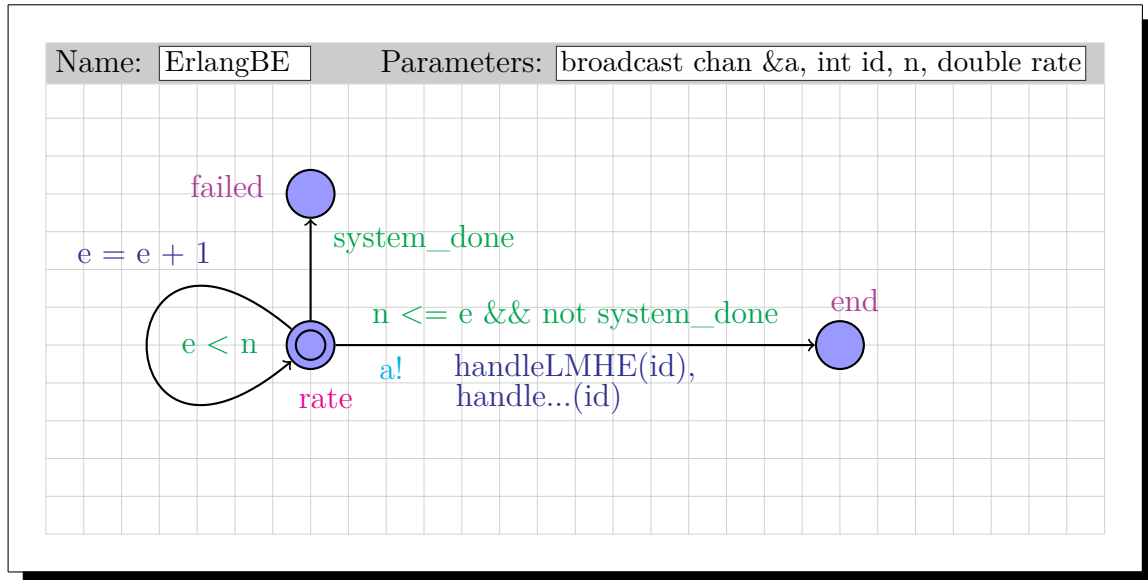 Name: ErlangBE Parameters: broadcast chan &a, int id, n, double rate
failed
system_done
e = e + 1
end
n <= e && not system_done
e < n
a! handleLMHE(id),
handle...(id)
rate